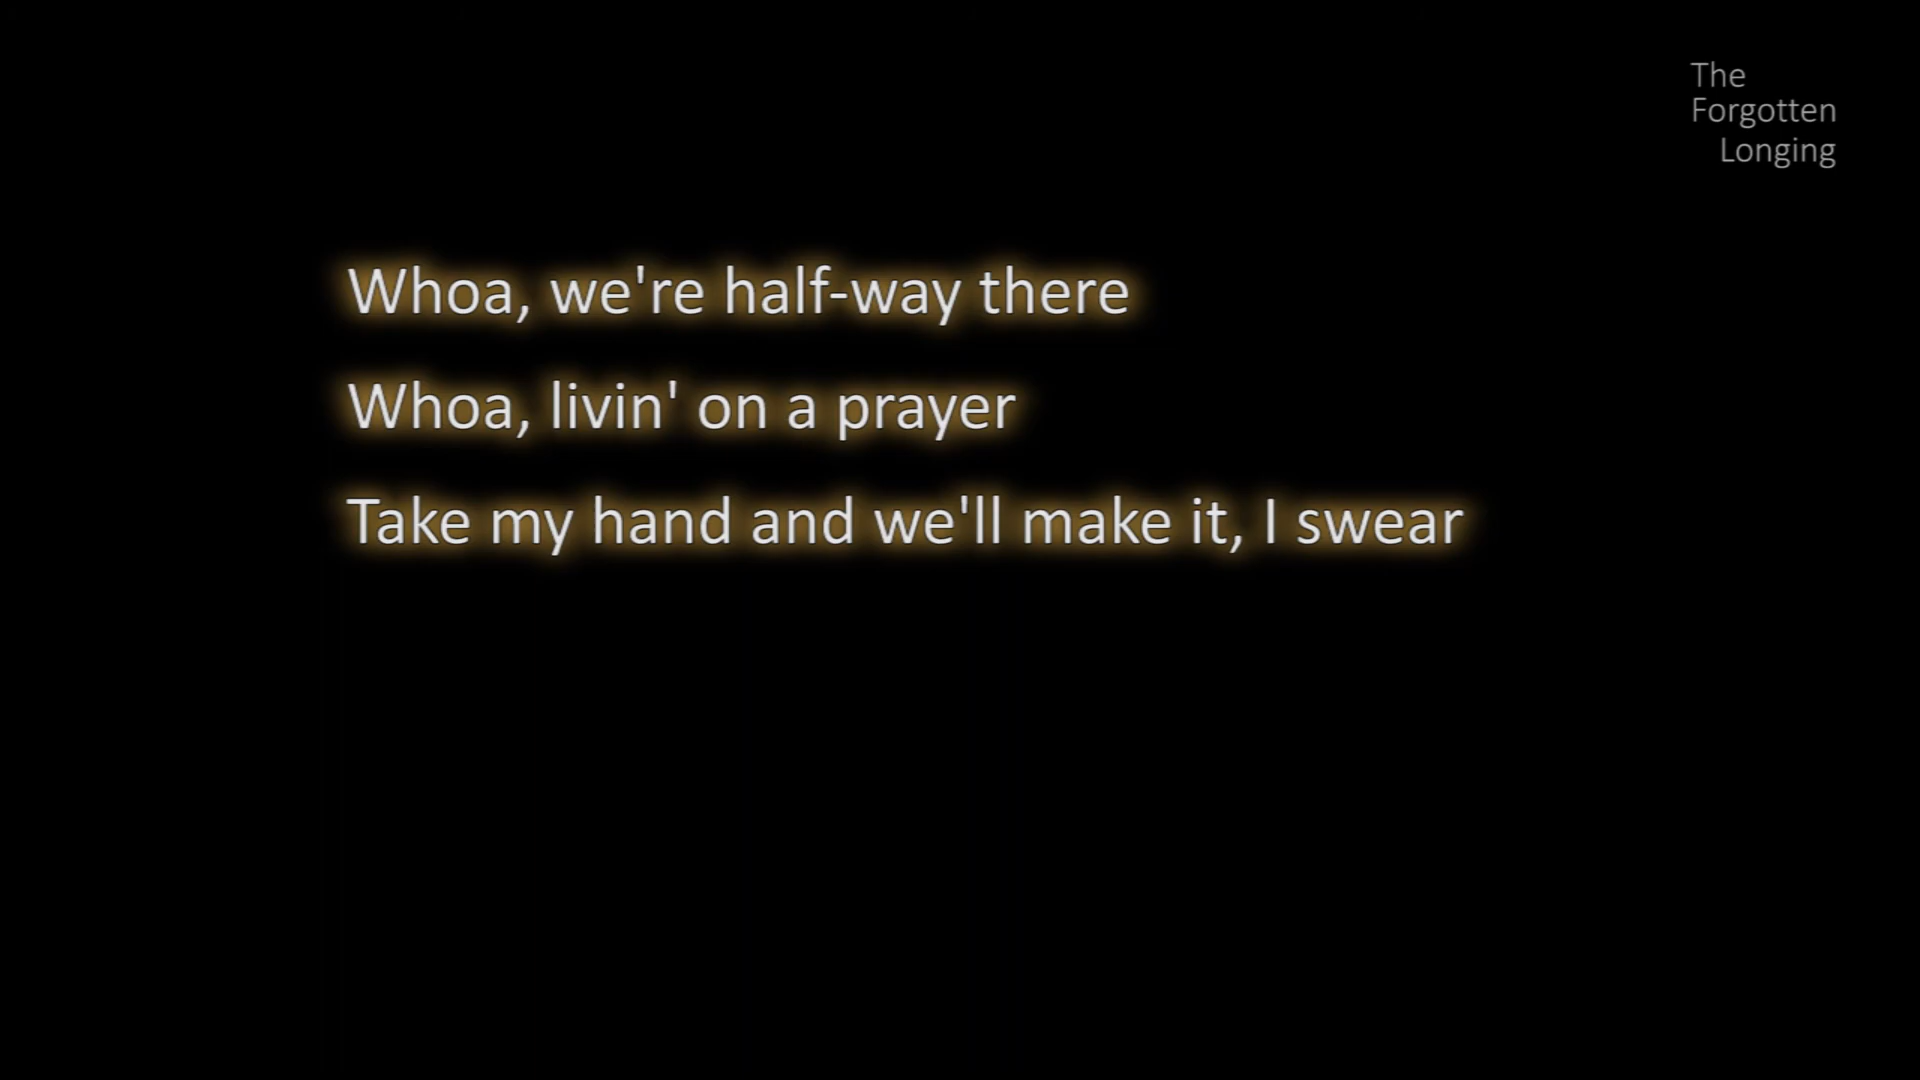 The
Forgotten
Longing
Whoa, we're half-way there
Whoa, livin' on a prayer
Take my hand and we'll make it, I swear